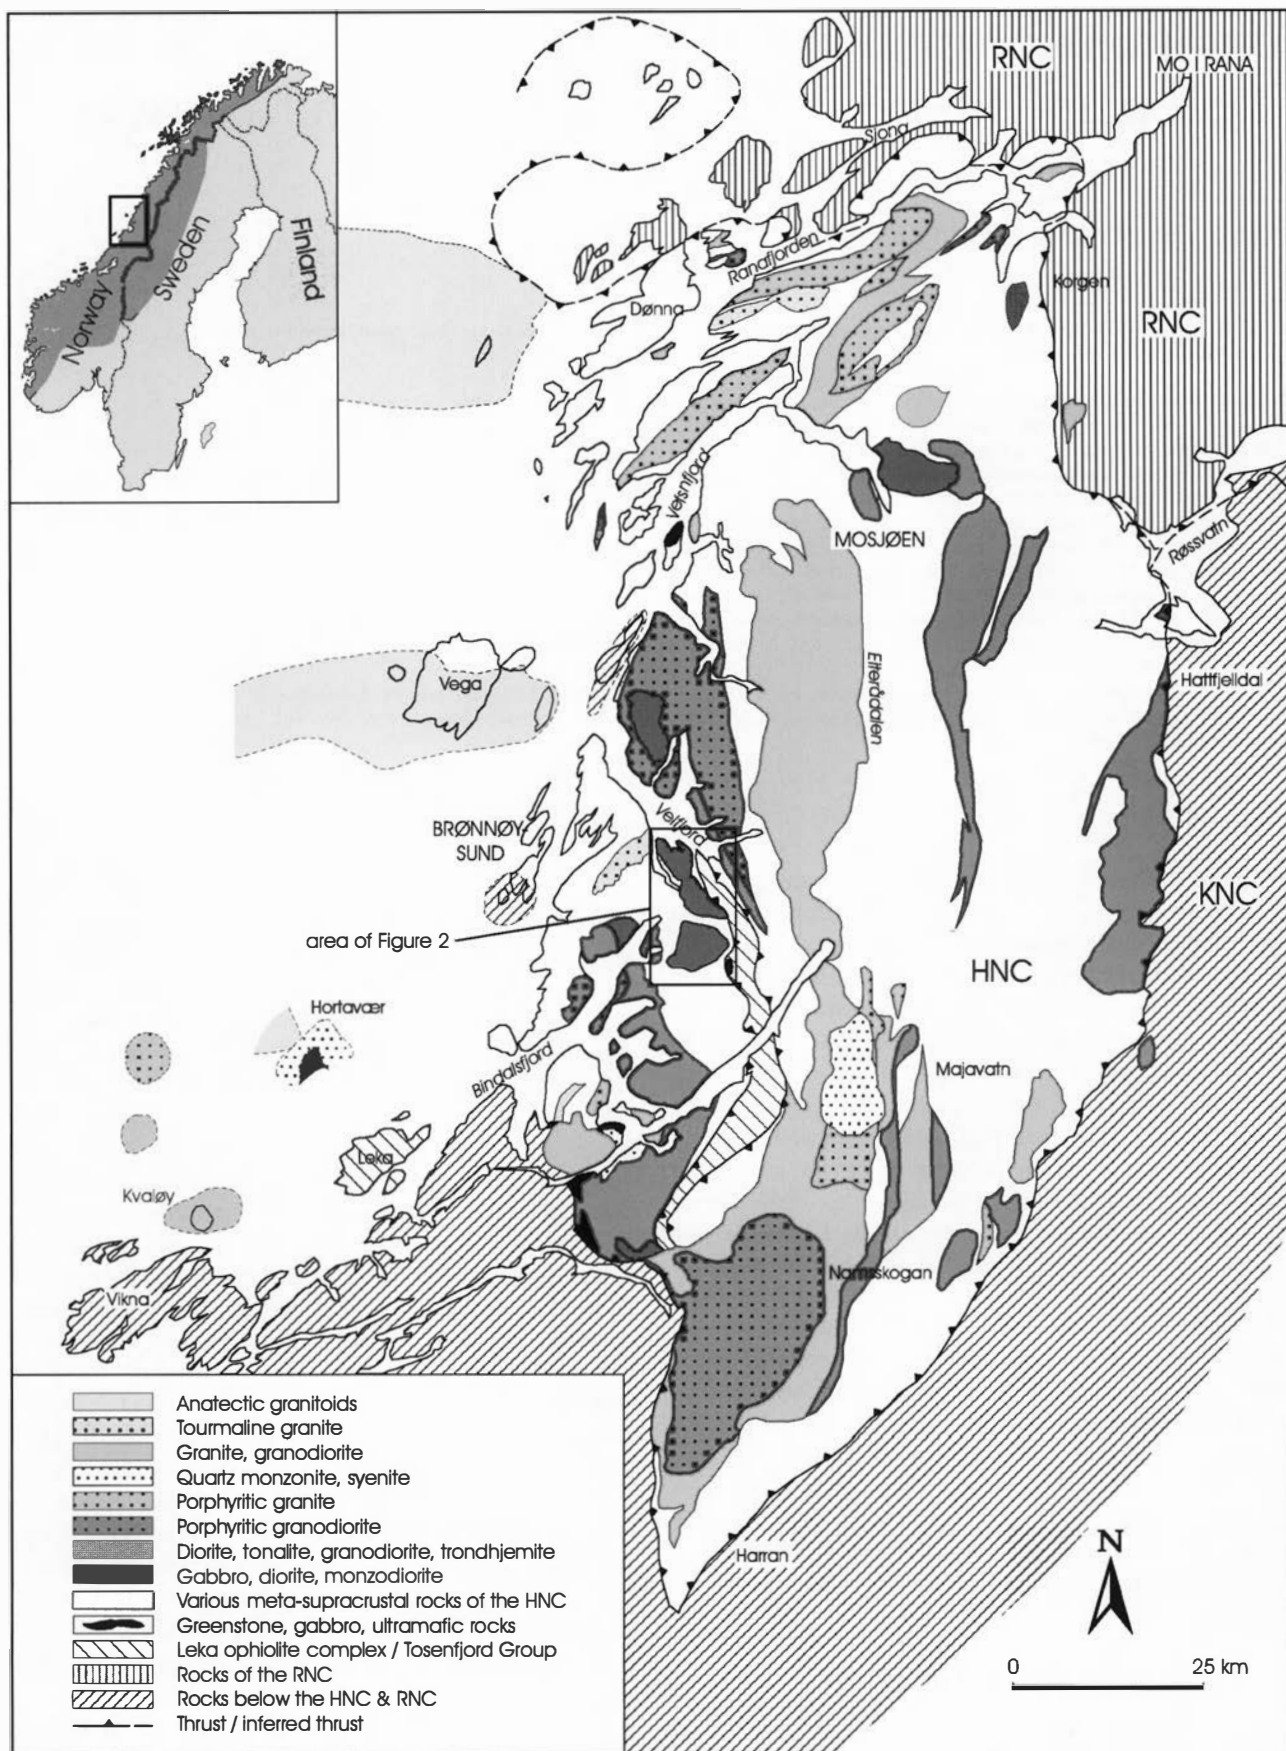 RNC
MO I RANA
Sjona
Norway
Sweden
Finland
Ranafjorden
Dønna
Korgen
RNC
Vefsnfjord
MOSJØEN
Røssvatn
Vega
Eiterådalen
Hattfjelldal
Velfjord
BRØNNØY-
SUND
KNC
area of Figure 2
HNC
Hortavær
Bindalsfjord
Majavatn
Leka
Kvaløy
Namsskogan
Vikna
Harran
Anatectic granitoids
Tourmaline granite
Granite, granodiorite
Quartz monzonite, syenite
Porphyritic granite
Porphyritic granodiorite
Diorite, tonalite, granodiorite, trondhjemite
Gabbro, diorite, monzodiorite
Various meta-supracrustal rocks of the HNC
Greenstone, gabbro, ultramafic rocks
Leka ophiolite complex / Tosenfjord Group
Rocks of the RNC
Rocks below the HNC & RNC
Thrust / inferred thrust
N
0 25 km